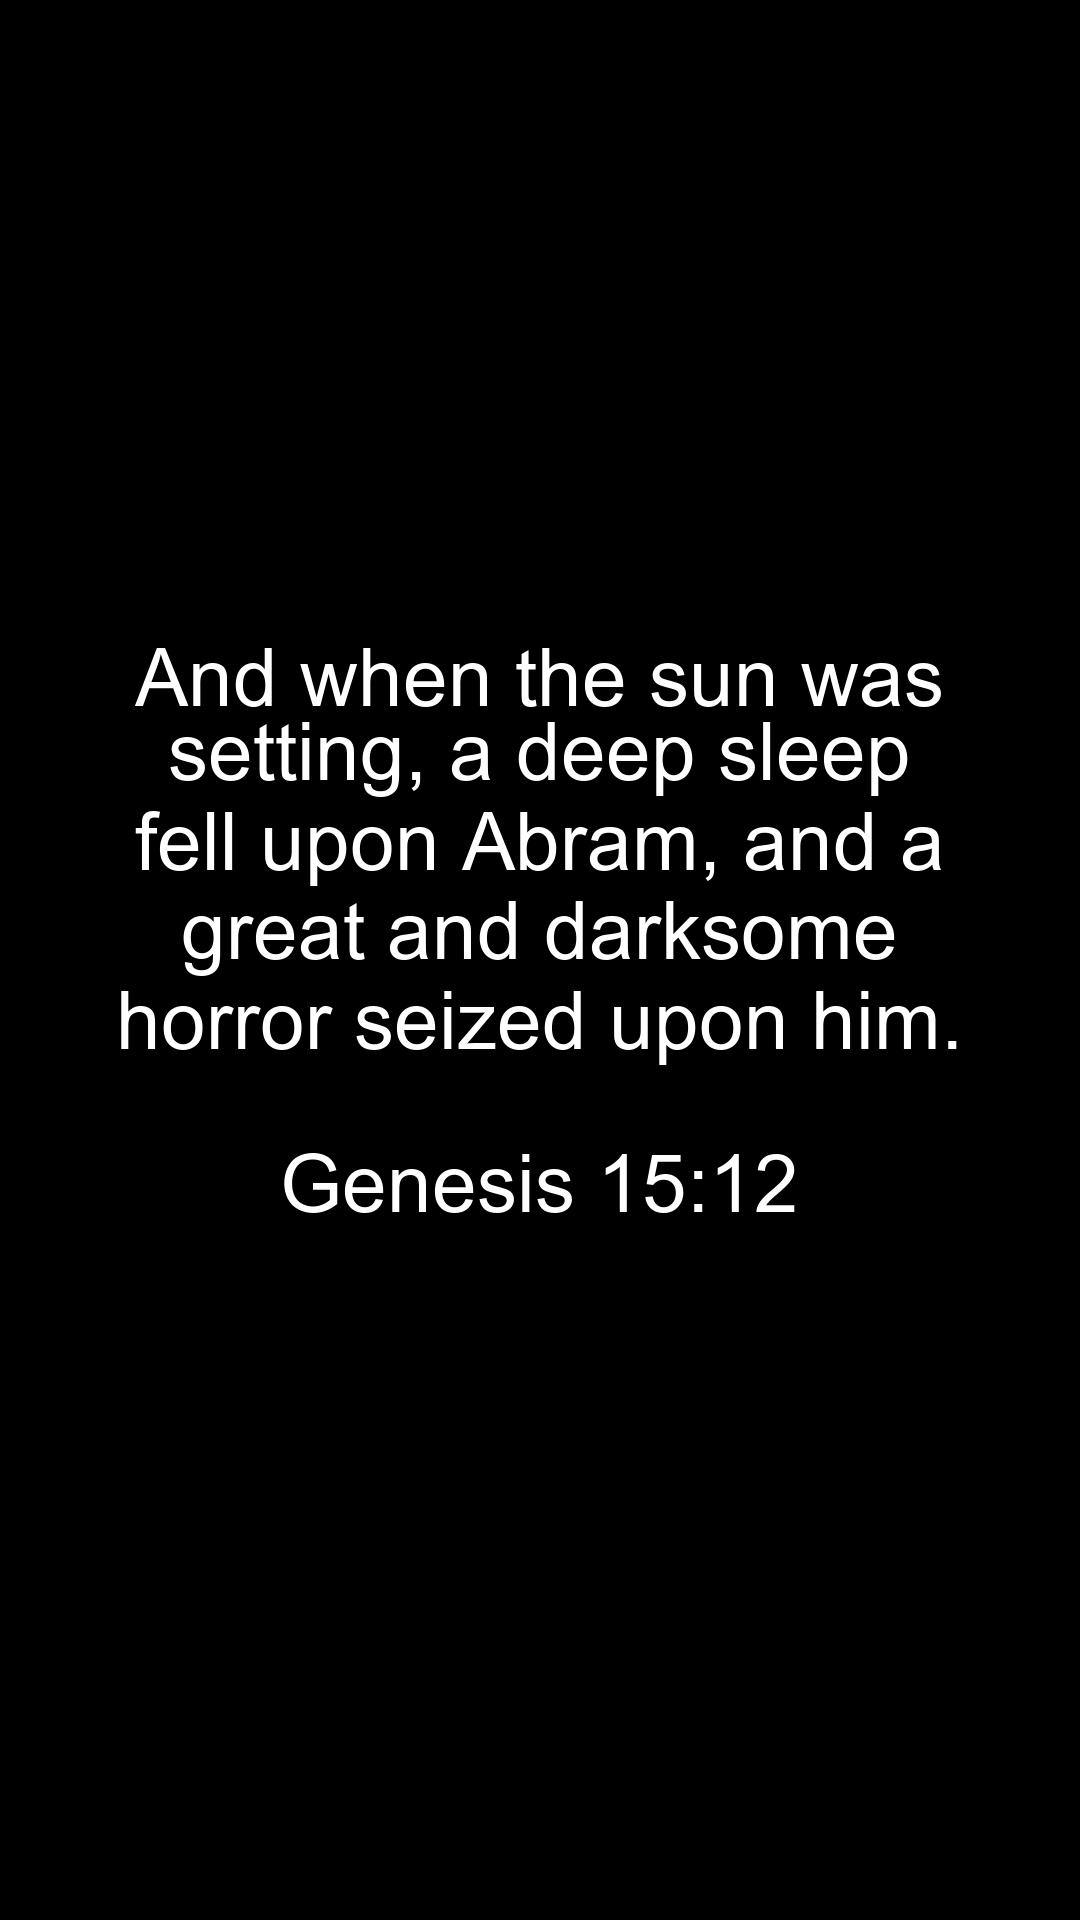 And when the sun was
setting, a deep sleep
fell upon Abram, and a
great and darksome
horror seized upon him.
Genesis 15:12